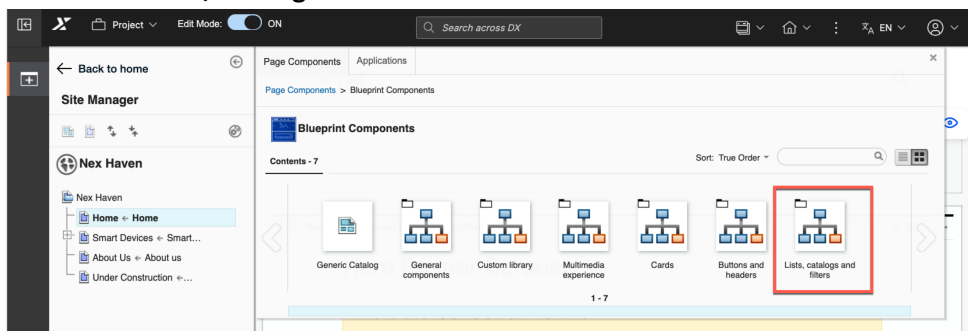 Project
Edit Mode:
ON
Search across DX
EN
Back to home
Site Manager
Nex Haven
Nex Haven
Home ← Home
Smart Devices ← Smart...
About Us ← About us
Under Construction ←...
Page Components
Applications
Page Components > Blueprint Components
Blueprint Components
Contents - 7
Sort: True Order
Generic Catalog
General
components
Custom library
Multimedia
experience
Cards
Buttons and
headers
Lists, catalogs and
filters
1 - 7